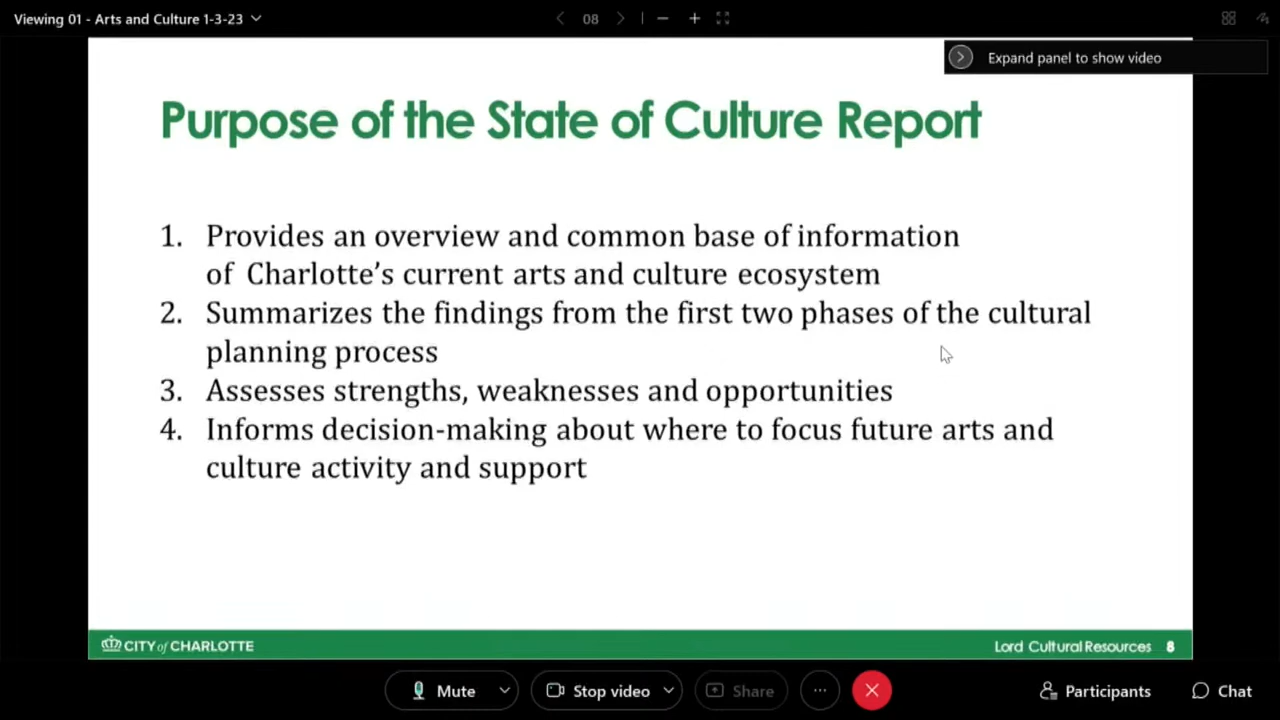 Viewing 01 - Arts and Culture 1-3-23
08
Expand panel to show video
Purpose of the State of Culture Report
1. Provides an overview and common base of information
of Charlotte’s current arts and culture ecosystem
2. Summarizes the findings from the first two phases of the cultural
planning process
3. Assesses strengths, weaknesses and opportunities
4. Informs decision-making about where to focus future arts and
culture activity and support
CITY of CHARLOTTE
Lord Cultural Resources 8
Mute
Stop video
Share
Participants
Chat